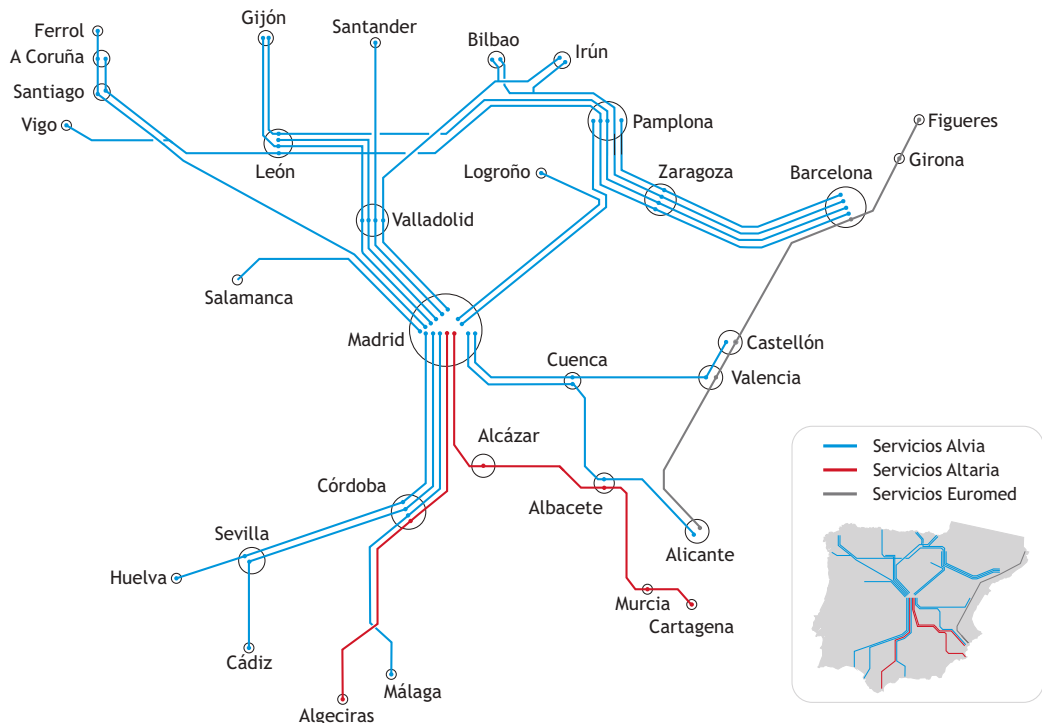 Gijón
Ferrol
Santander
Bilbao
Irún
A Coruña
Santiago
Vigo
Pamplona
Figueres
Girona
León
Logroño
Zaragoza
Barcelona
Valladolid
Salamanca
Madrid
Castellón
Cuenca
Valencia
Alcázar
Servicios Alvia
Servicios Altaria
Servicios Euromed
Córdoba
Albacete
Sevilla
Alicante
Huelva
Murcia
Cartagena
Cádiz
Málaga
Algeciras